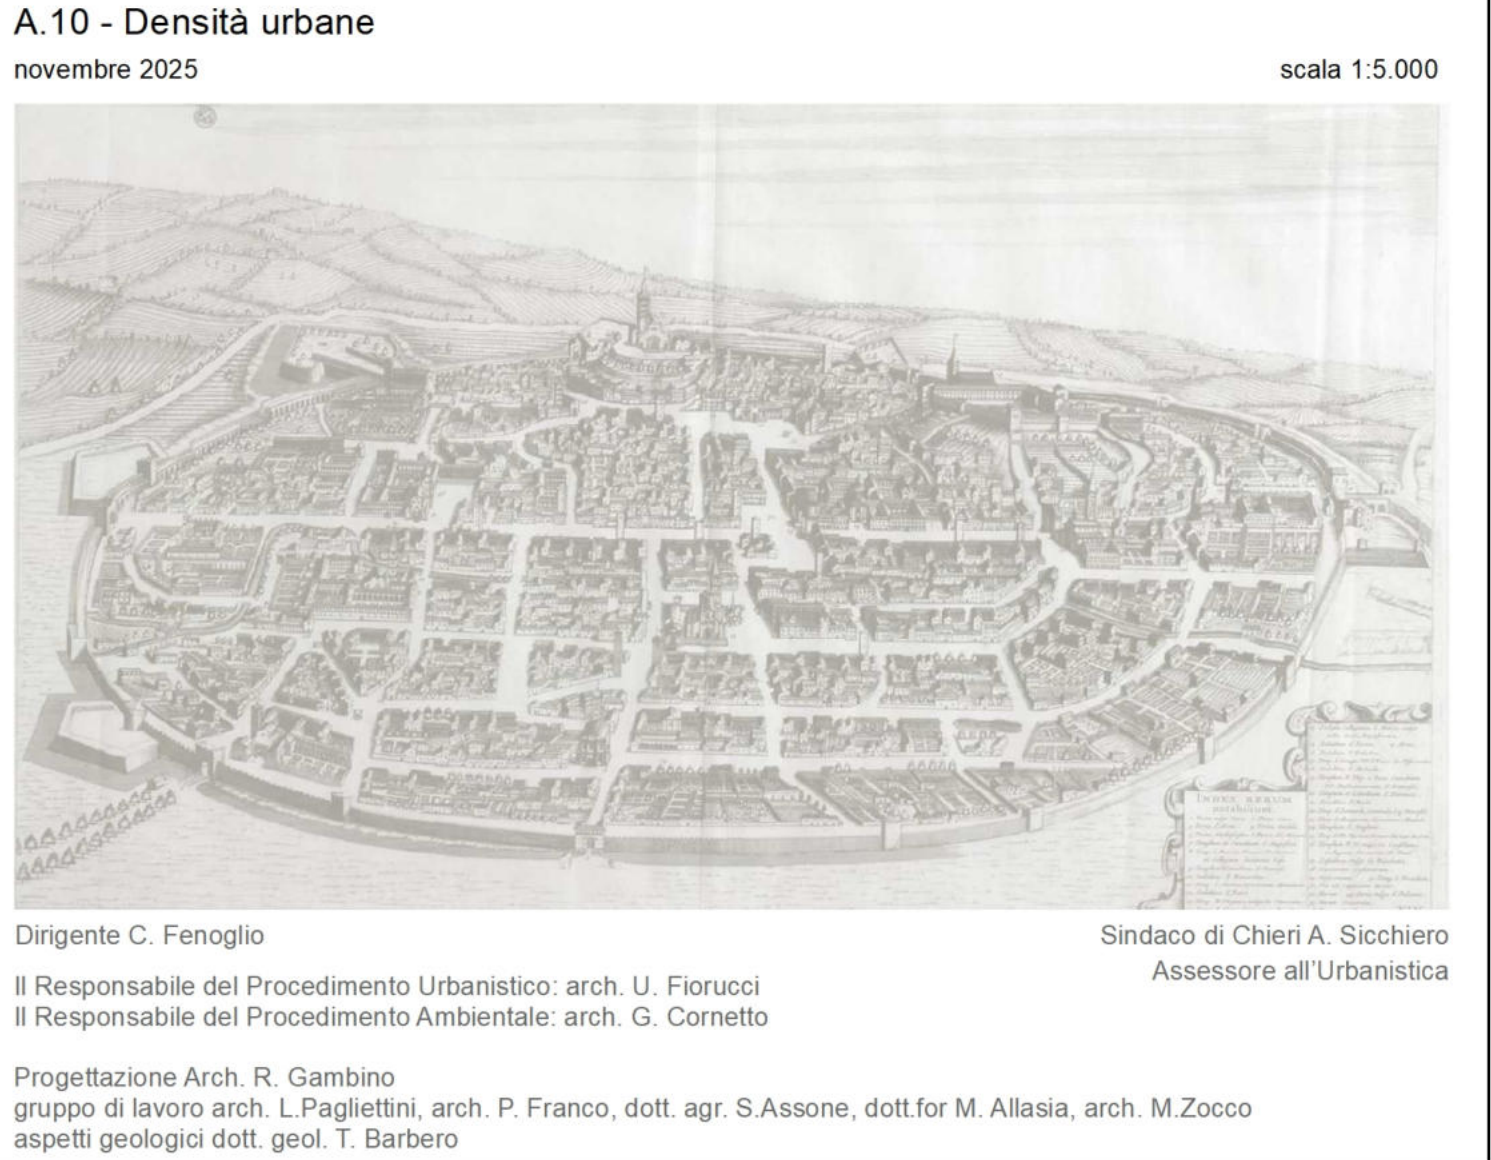 A.10 - Densità urbane
novembre 2025
scala 1:5.000
INDEX RERUM
notabilium
Dirigente C. Fenoglio
Sindaco di Chieri A. Sicchiero
Assessore all’Urbanistica
Il Responsabile del Procedimento Urbanistico: arch. U. Fiorucci
Il Responsabile del Procedimento Ambientale: arch. G. Cornetto
Progettazione Arch. R. Gambino
gruppo di lavoro arch. L.Pagliettini, arch. P. Franco, dott. agr. S.Assone, dott.for M. Allasia, arch. M.Zocco
aspetti geologici dott. geol. T. Barbero